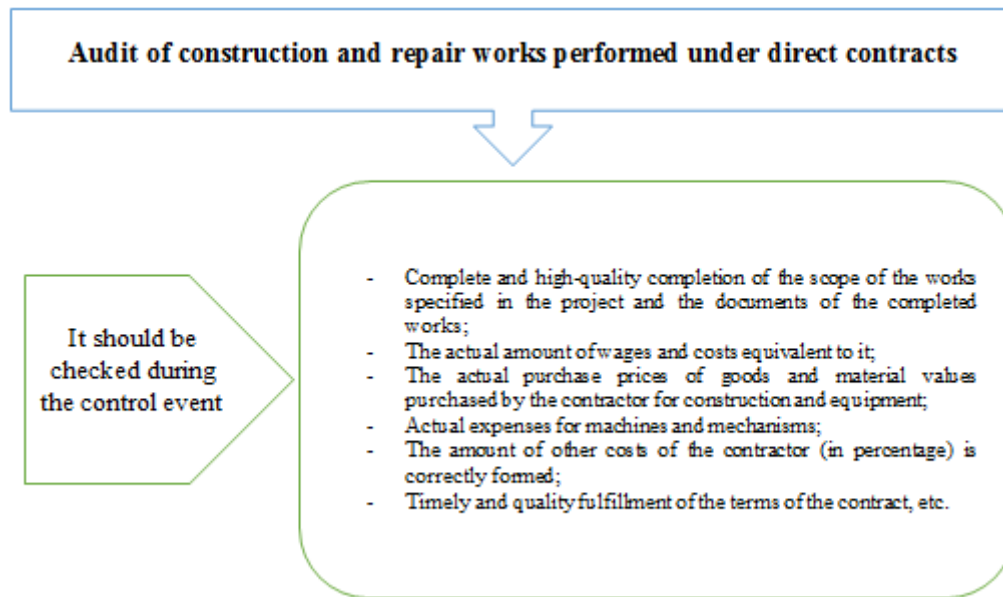 Audit of construction and repair works performed under direct contracts
It should be
checked during
the control event
- Complete and high-quality completion of the scope of the works
specified in the project and the documents of the completed
works;
- The actual amount of wages and costs equivalent to it;
- The actual purchase prices of goods and material values
purchased by the contractor for construction and equipment;
- Actual expenses for machines and mechanisms;
- The amount of other costs of the contractor (in percentage) is
correctly formed;
- Timely and quality fulfillment of the terms of the contract, etc.